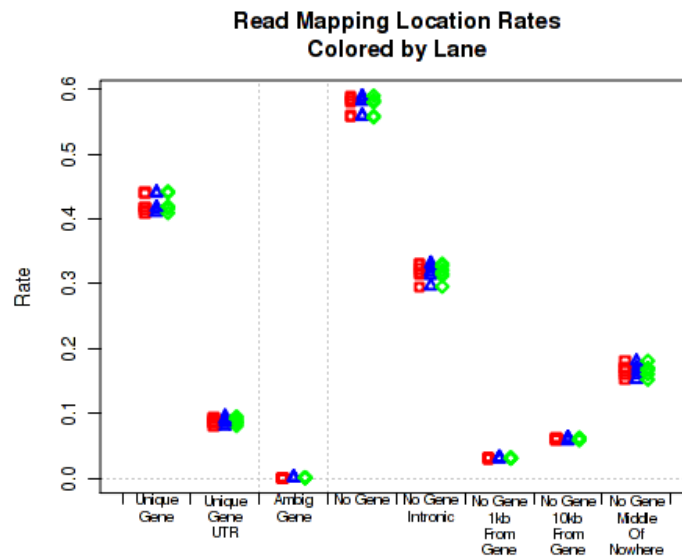 Read Mapping Location Rates
Colored by Lane
Rate
0.6
0.5
0.4
0.3
0.2
0.1
0.0
Unique
Gene
Unique
Gene
UTR
Ambig
Gene
No Gene
No Gene
Intronic
No Gene
1kb
From
Gene
No Gene
10kb
From
Gene
No Gene
Middle
Of
Nowhere